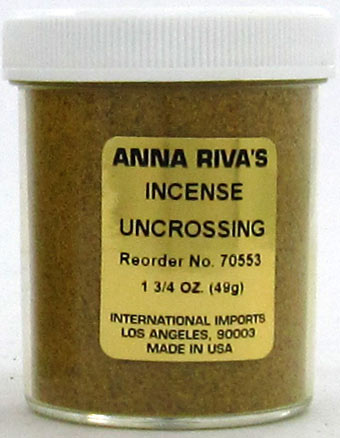 ANNA RIVA'S
INCENSE
UNCROSSING
Reorder No. 70553
1 3/4 OZ. (49g)
INTERNATIONAL IMPORTS
LOS ANGELES, 90003
MADE IN USA